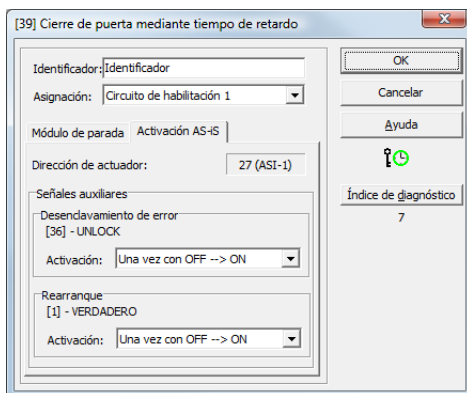 [39] Cierre de puerta mediante tiempo de retardo
Identificador: Identificador
Asignación: Circuito de habilitación 1
Módulo de parada Activación AS-iS
Dirección de actuador: 27 (ASI-1)
Señales auxiliares
Desenclavamiento de error
[36] - UNLOCK
Activación: Una vez con OFF --> ON
Rearranque
[1] - VERDADERO
Activación: Una vez con OFF --> ON
OK
Cancelar
Ayuda
Índice de diagnóstico
7